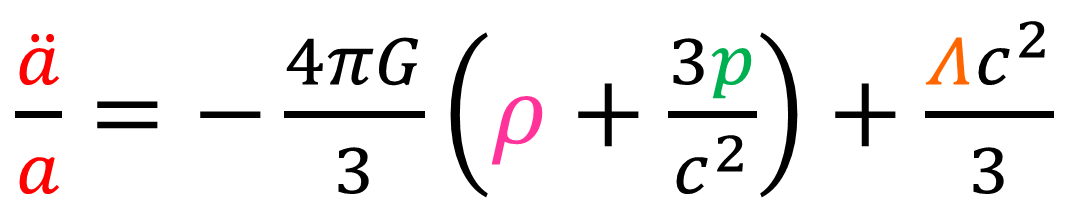 ä/a = − 4πG/3 (ρ + 3p/c²) + Λc²/3